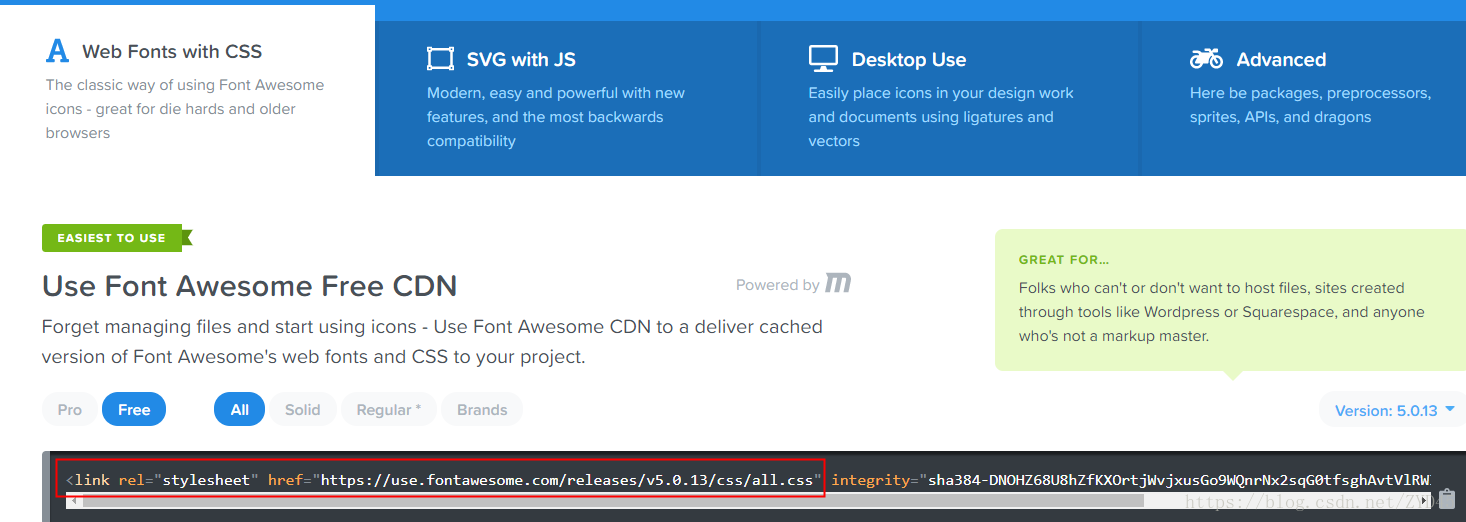 Web Fonts with CSS
The classic way of using Font Awesome
icons - great for die hards and older
browsers
SVG with JS
Modern, easy and powerful with new
features, and the most backwards
compatibility
Desktop Use
Easily place icons in your design work
and documents using ligatures and
vectors
Advanced
Here be packages, preprocessors,
sprites, APIs, and dragons
EASIEST TO USE
Use Font Awesome Free CDN
Powered by
Forget managing files and start using icons - Use Font Awesome CDN to a deliver cached
version of Font Awesome's web fonts and CSS to your project.
GREAT FOR...
Folks who can't or don't want to host files, sites created
through tools like Wordpress or Squarespace, and anyone
who's not a markup master.
Pro Free All Solid Regular * Brands
Version: 5.0.13
<link rel="stylesheet" href="https://use.fontawesome.com/releases/v5.0.13/css/all.css" integrity="sha384-DNOHZ68U8hZfKXOrtjWvjxusGo9WQnrNx2sqG0tfsghAvtVlRW